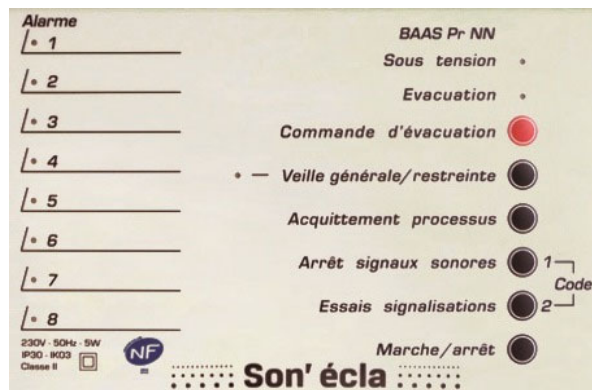 Alarme
1
2
3
4
5
6
7
8
230V - 50Hz - 5W
IP30 - IK03
Classe II
NF
BAAS Pr NN
Sous tension
Evacuation
Commande d'évacuation
Veille générale/restreinte
Acquittement processus
Arrêt signaux sonores 1
Code
Essais signalisations 2
Marche/arrêt
Son' écla